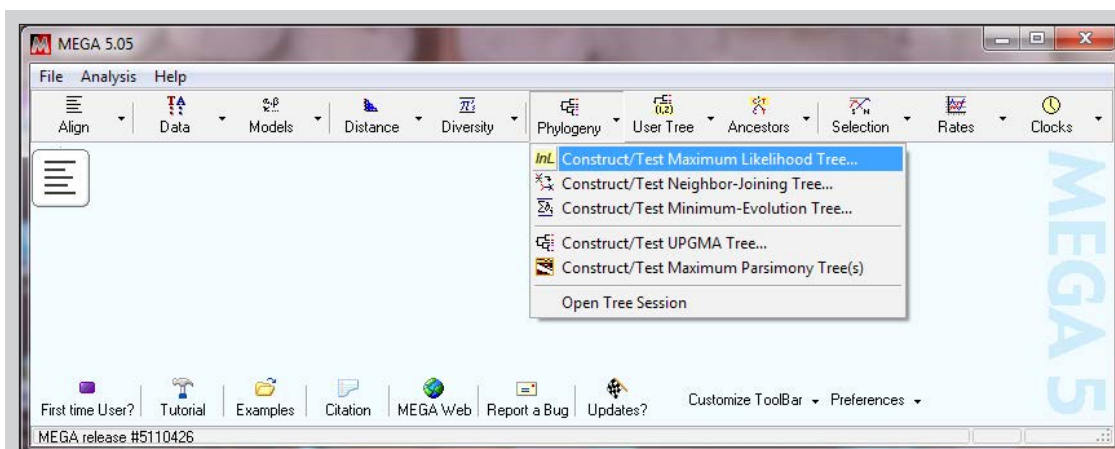 MEGA 5.05
File Analysis Help
Align Data Models Distance Diversity Phylogeny User Tree Ancestors Selection Rates Clocks
InL Construct/Test Maximum Likelihood Tree...
Construct/Test Neighbor-Joining Tree...
Construct/Test Minimum-Evolution Tree...
Construct/Test UPGMA Tree...
Construct/Test Maximum Parsimony Tree(s)
Open Tree Session
MEGA 5
First time User? Tutorial Examples Citation MEGA Web Report a Bug Updates? Customize ToolBar Preferences
MEGA release #5110426